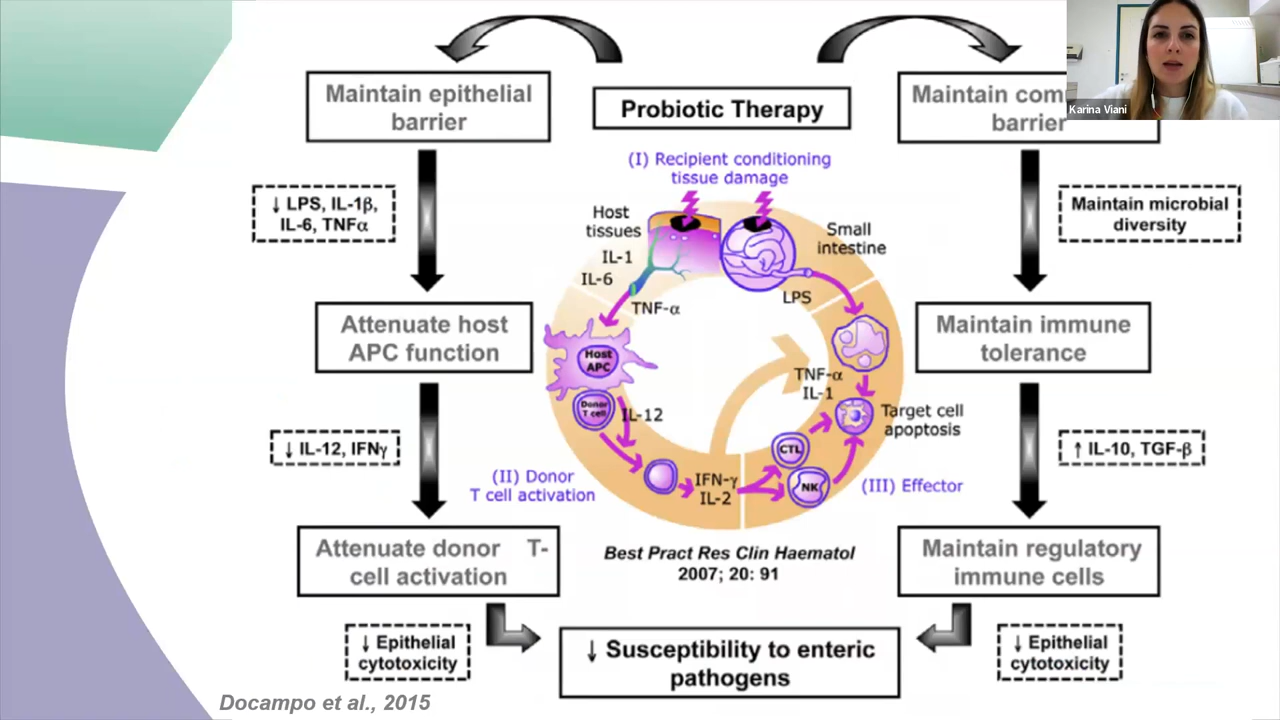 Maintain epithelial
barrier
Probiotic Therapy
Maintain com
barrier
Karina Viani
↓ LPS, IL-1β,
IL-6, TNFα
Maintain microbial
diversity
(I) Recipient conditioning
tissue damage
Host
tissues
Small
intestine
IL-1
IL-6
TNF-α
LPS
Attenuate host
APC function
Maintain immune
tolerance
Host
APC
Donor
T cell
IL-12
TNF-α
IL-1
Target cell
apoptosis
↓ IL-12, IFNγ
↑ IL-10, TGF-β
(II) Donor
T cell activation
IFN-γ
IL-2
CTL
NK
(III) Effector
Attenuate donor T-
cell activation
Best Pract Res Clin Haematol
2007; 20: 91
Maintain regulatory
immune cells
↓ Epithelial
cytotoxicity
↓ Susceptibility to enteric
pathogens
↓ Epithelial
cytotoxicity
Docampo et al., 2015